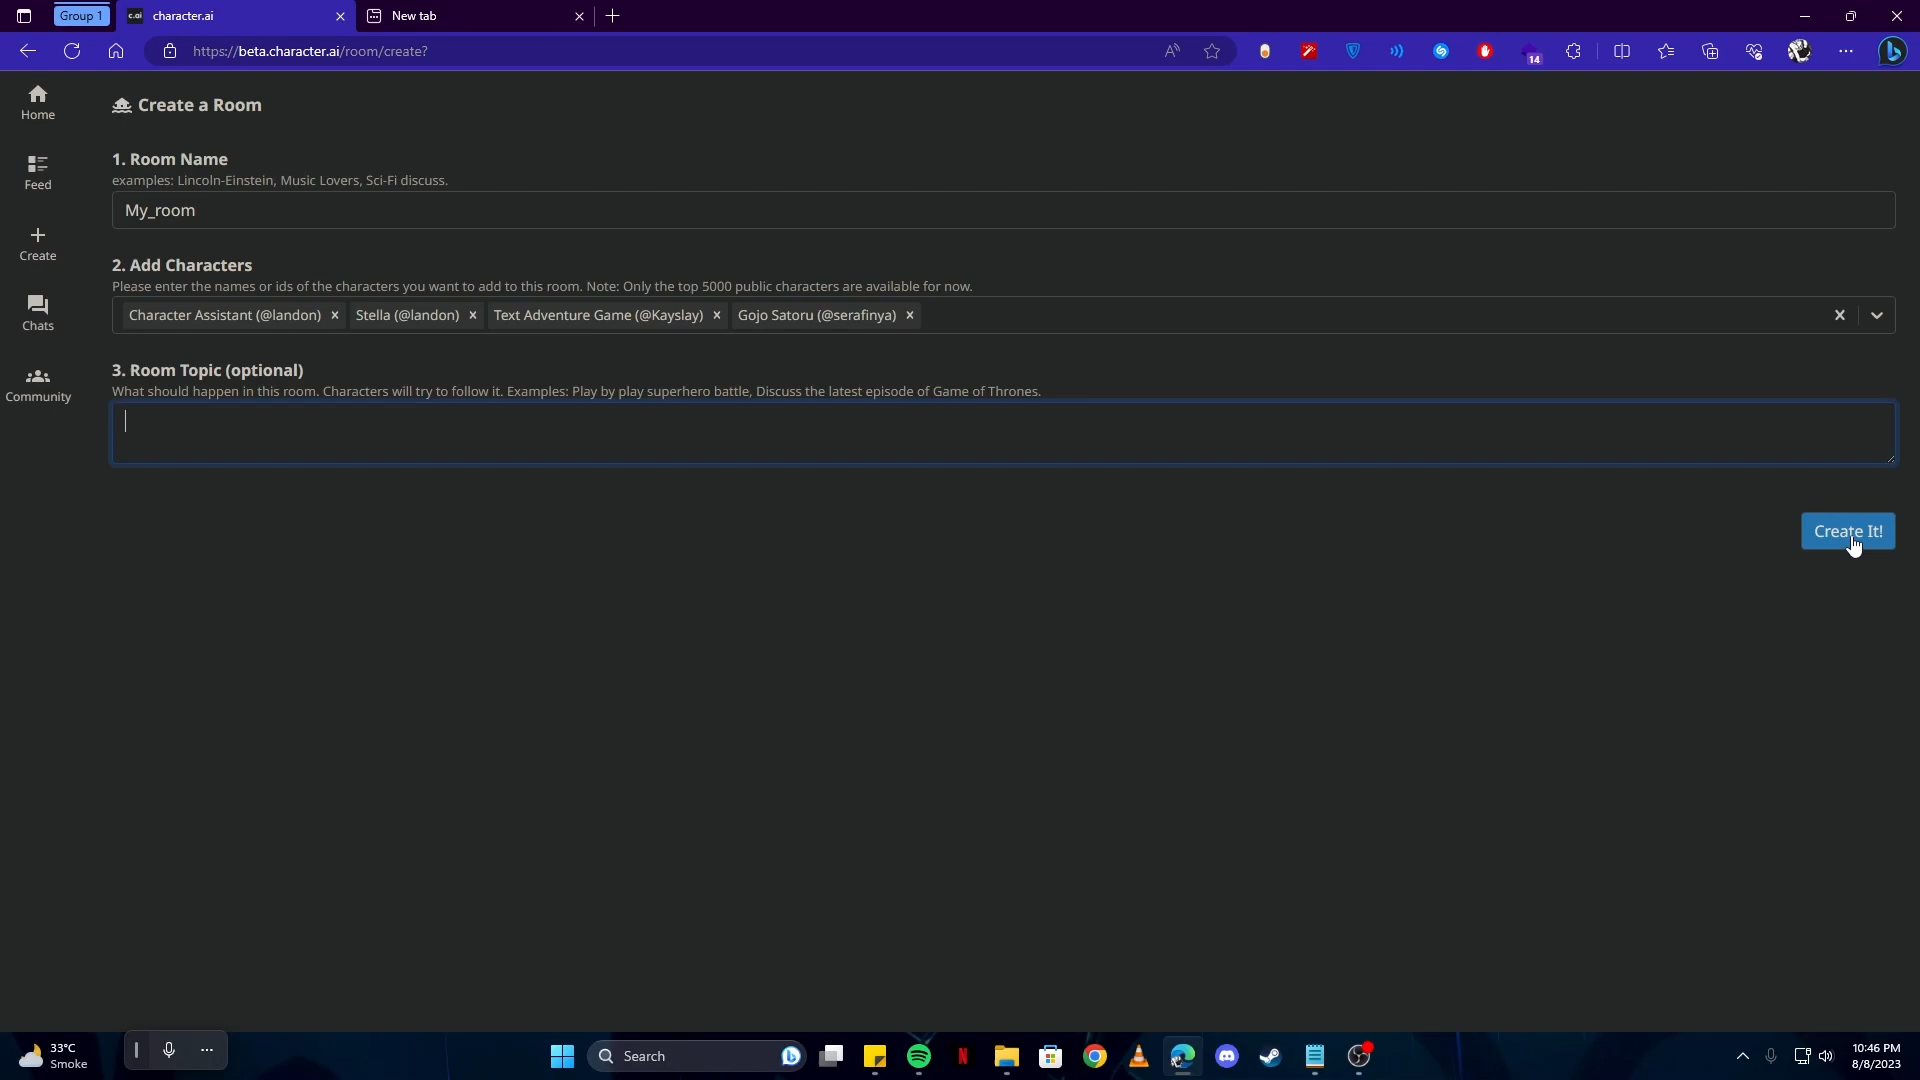 Group 1
c.ai character.ai
New tab
https://beta.character.ai/room/create?
14
Home
Feed
Create
Chats
Community
Create a Room
1. Room Name
examples: Lincoln-Einstein, Music Lovers, Sci-Fi discuss.
My_room
2. Add Characters
Please enter the names or ids of the characters you want to add to this room. Note: Only the top 5000 public characters are available for now.
Character Assistant (@landon) × Stella (@landon) × Text Adventure Game (@Kayslay) × Gojo Satoru (@serafinya) ×
3. Room Topic (optional)
What should happen in this room. Characters will try to follow it. Examples: Play by play superhero battle, Discuss the latest episode of Game of Thrones.
Create It!
33°C
Smoke
Search
10:46 PM
8/8/2023